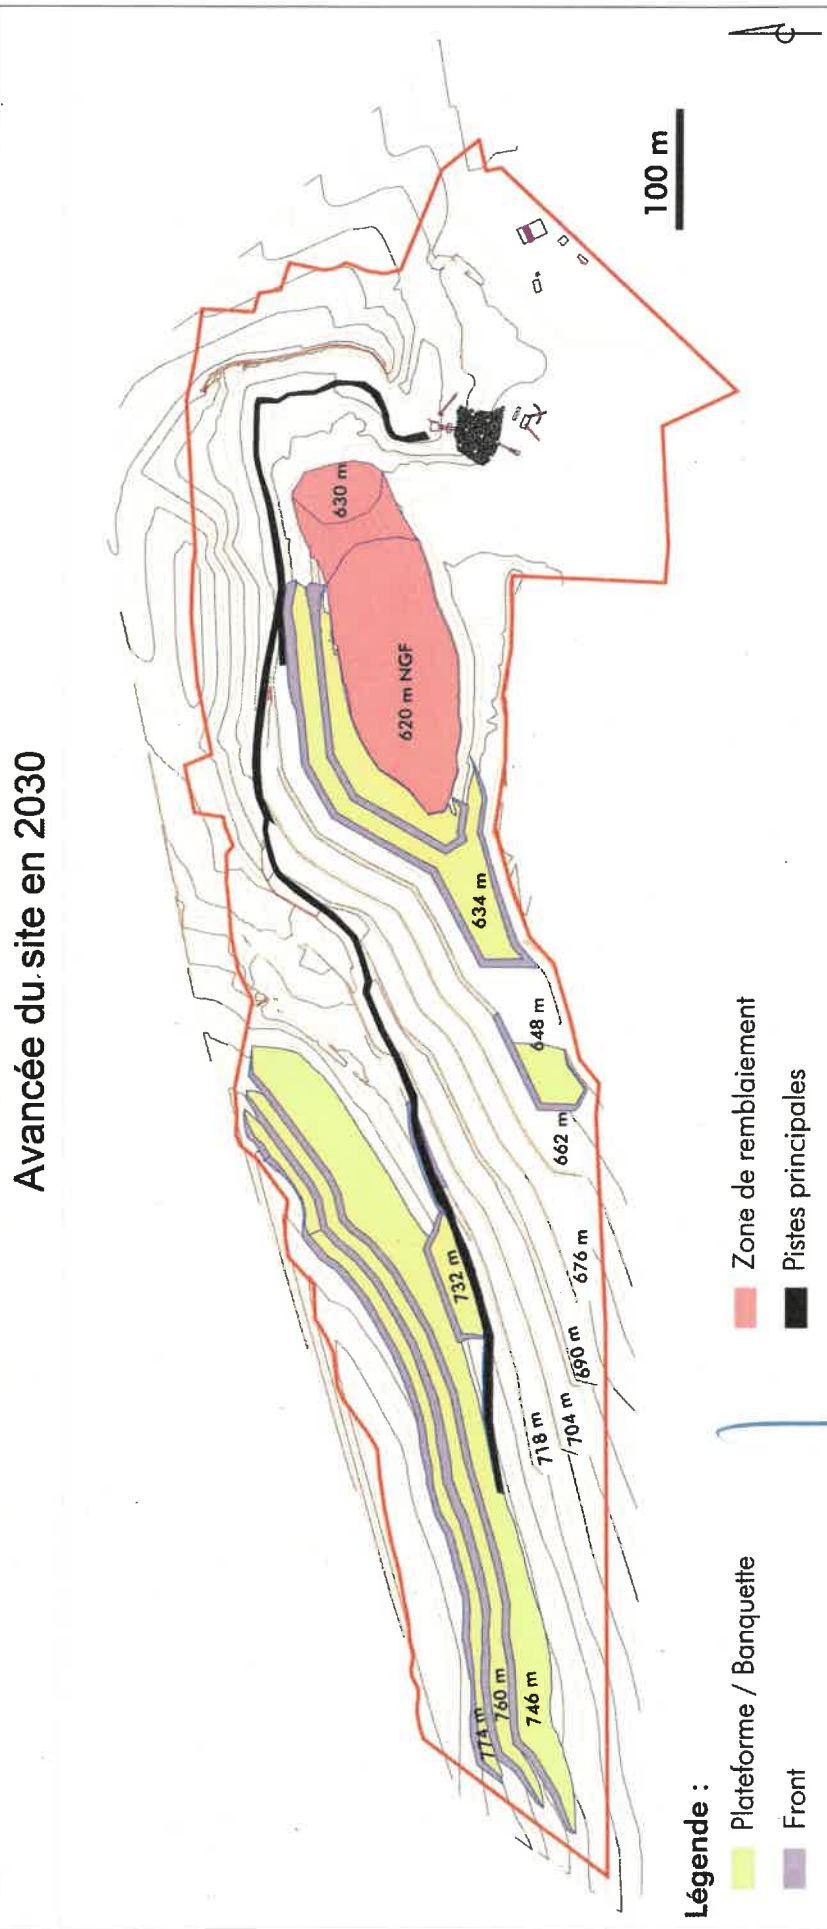 Avancée du site en 2030
100 m
630 m
620 m NGF
634 m
648 m
662 m
676 m
690 m
704 m
718 m
732 m
746 m
760 m
774 m
Légende :
Plateforme / Banquette
Front
Zone de remblaiement
Pistes principales